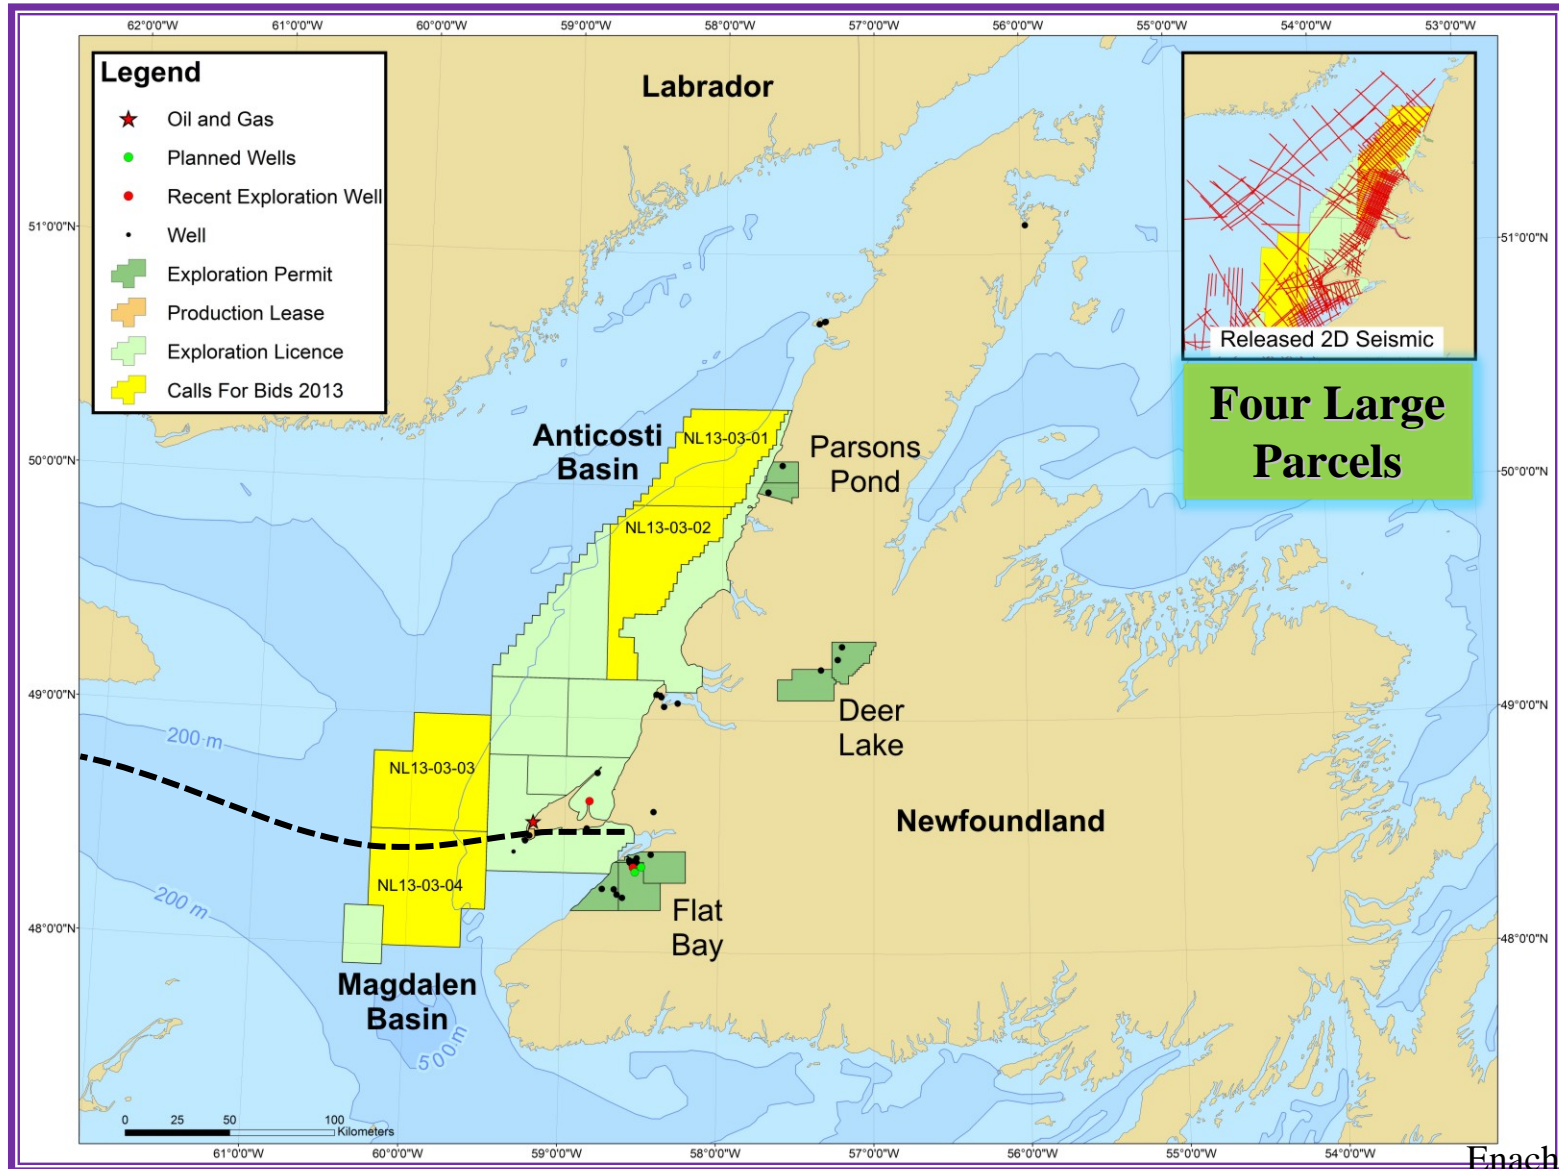 62°0'0"W
61°0'0"W
60°0'0"W
59°0'0"W
58°0'0"W
57°0'0"W
56°0'0"W
55°0'0"W
54°0'0"W
53°0'0"W
Legend
Oil and Gas
Planned Wells
Recent Exploration Well
Well
Exploration Permit
Production Lease
Exploration Licence
Calls For Bids 2013
Labrador
Released 2D Seismic
Four Large
Parcels
51°0'0"N
51°0'0"N
50°0'0"N
50°0'0"N
49°0'0"N
49°0'0"N
48°0'0"N
48°0'0"N
Anticosti
Basin
NL13-03-01
Parsons
Pond
NL13-03-02
Deer
Lake
200 m
NL13-03-03
Newfoundland
NL13-03-04
200 m
Flat
Bay
Magdalen
Basin
500 m
0 25 50 100
Kilometers
61°0'0"W
60°0'0"W
59°0'0"W
58°0'0"W
57°0'0"W
56°0'0"W
55°0'0"W
54°0'0"W
Enach